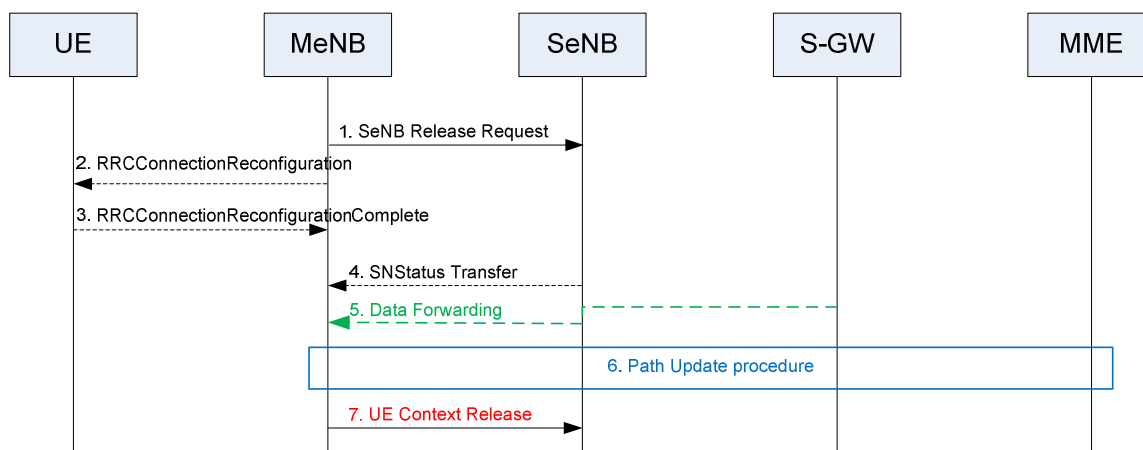 UE MeNB SeNB S-GW MME
1. SeNB Release Request
2. RRCConnectionReconfiguration
3. RRCConnectionReconfigurationComplete
4. SNStatus Transfer
5. Data Forwarding
6. Path Update procedure
7. UE Context Release